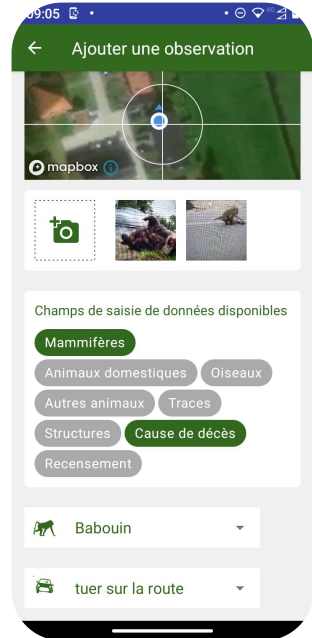 09:05
4G
Ajouter une observation
mapbox
Champs de saisie de données disponibles
Mammifères
Animaux domestiques Oiseaux
Autres animaux Traces
Structures Cause de décès
Recensement
Babouin
tuer sur la route